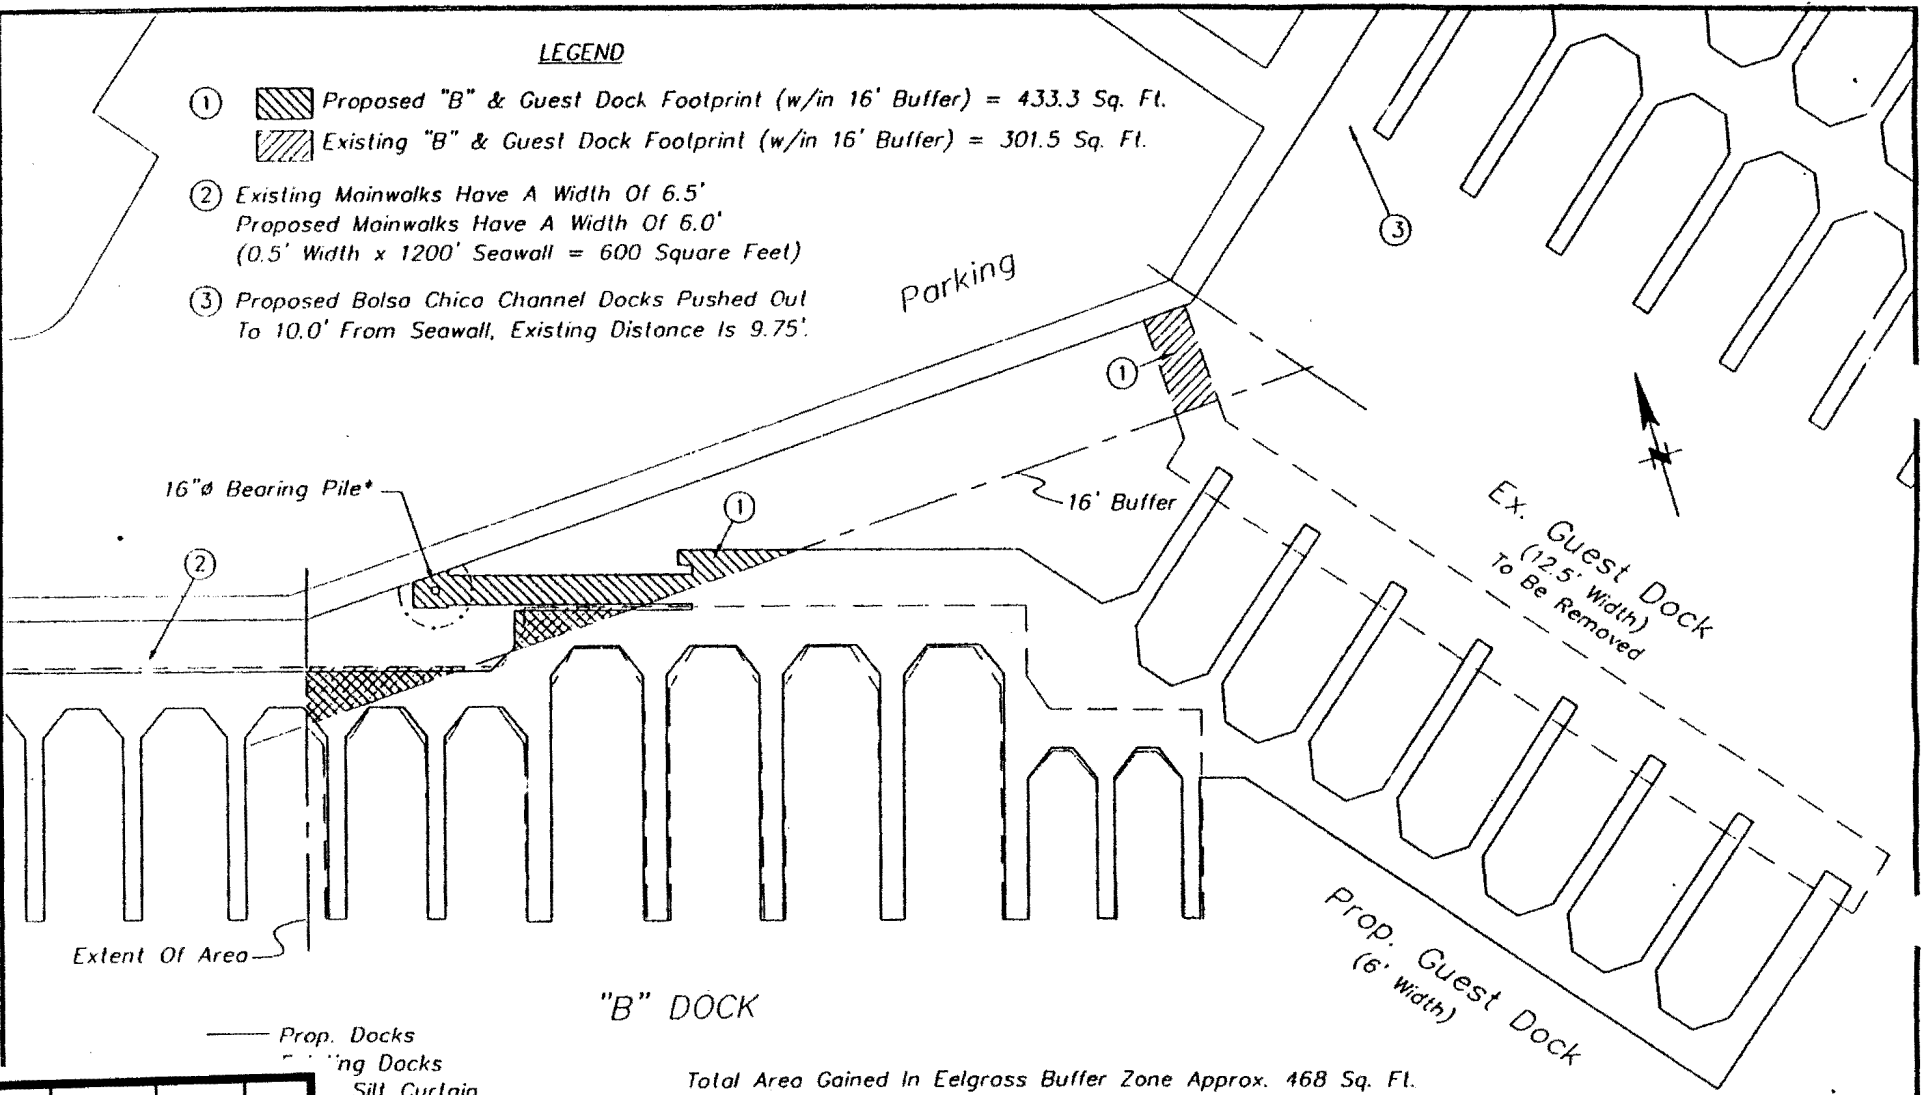 LEGEND
① Proposed "B" & Guest Dock Footprint (w/in 16' Buffer) = 433.3 Sq. Ft.
Existing "B" & Guest Dock Footprint (w/in 16' Buffer) = 301.5 Sq. Ft.
② Existing Mainwalks Have A Width Of 6.5'
Proposed Mainwalks Have A Width Of 6.0'
(0.5' Width x 1200' Seawall = 600 Square Feet)
③ Proposed Bolsa Chica Channel Docks Pushed Out
To 10.0' From Seawall, Existing Distance Is 9.75'.
③
Parking
①
16"ø Bearing Pile*
①
16' Buffer
②
Ex. Guest Dock
(12.5' Width)
To Be Removed
Extent Of Area
Prop. Guest Dock
(6' Width)
"B" DOCK
Prop. Docks
Docks
Silt Curtain
Total Area Gained In Eelgrass Buffer Zone Approx. 468 Sq. Ft.